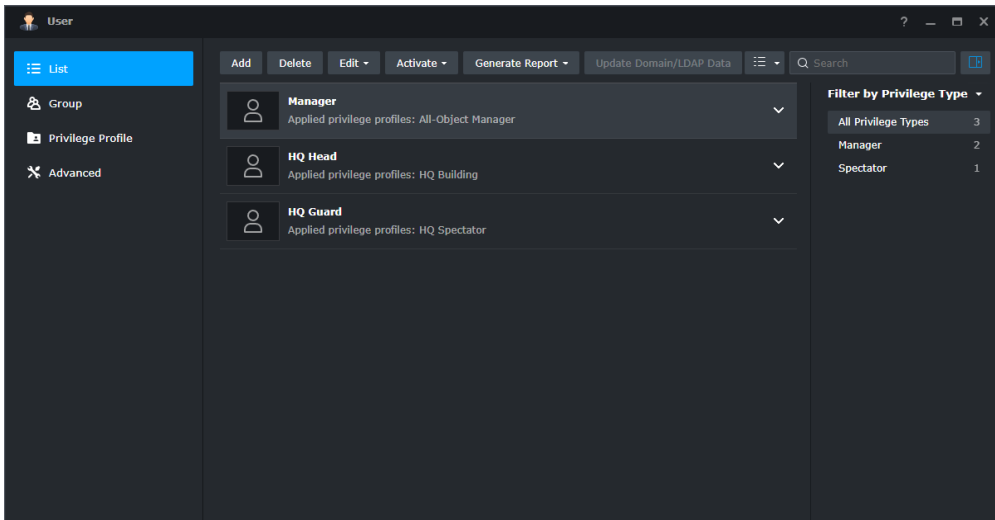 User
?
List
Group
Privilege Profile
Advanced
Add Delete Edit Activate Generate Report Update Domain/LDAP Data Search
Manager
Applied privilege profiles: All-Object Manager
HQ Head
Applied privilege profiles: HQ Building
HQ Guard
Applied privilege profiles: HQ Spectator
Filter by Privilege Type
All Privilege Types 3
Manager 2
Spectator 1